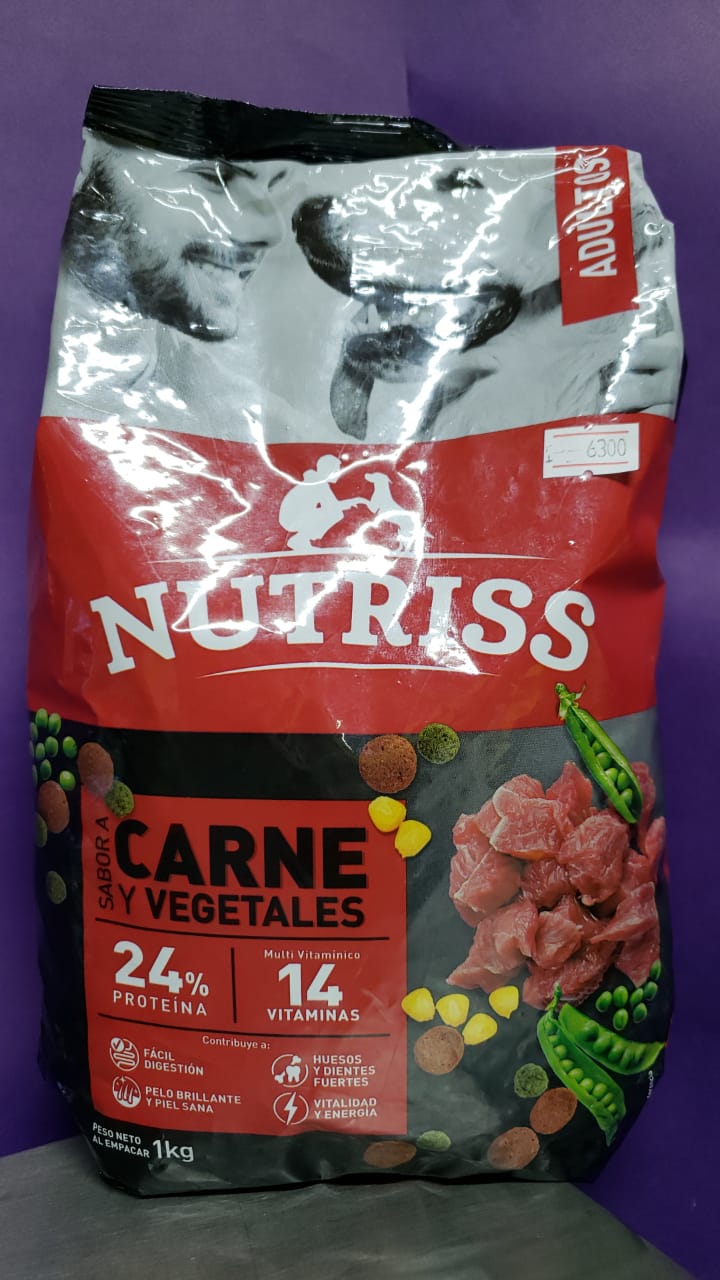 ADULTOS
6300
NUTRISS
SABOR A
CARNE
Y VEGETALES
24%
PROTEÍNA
Multi Vitamínico
14
VITAMINAS
Contribuye a:
FÁCIL
DIGESTIÓN
HUESOS
Y DIENTES
FUERTES
PELO BRILLANTE
Y PIEL SANA
VITALIDAD
Y ENERGÍA
PESO NETO
AL EMPACAR 1kg